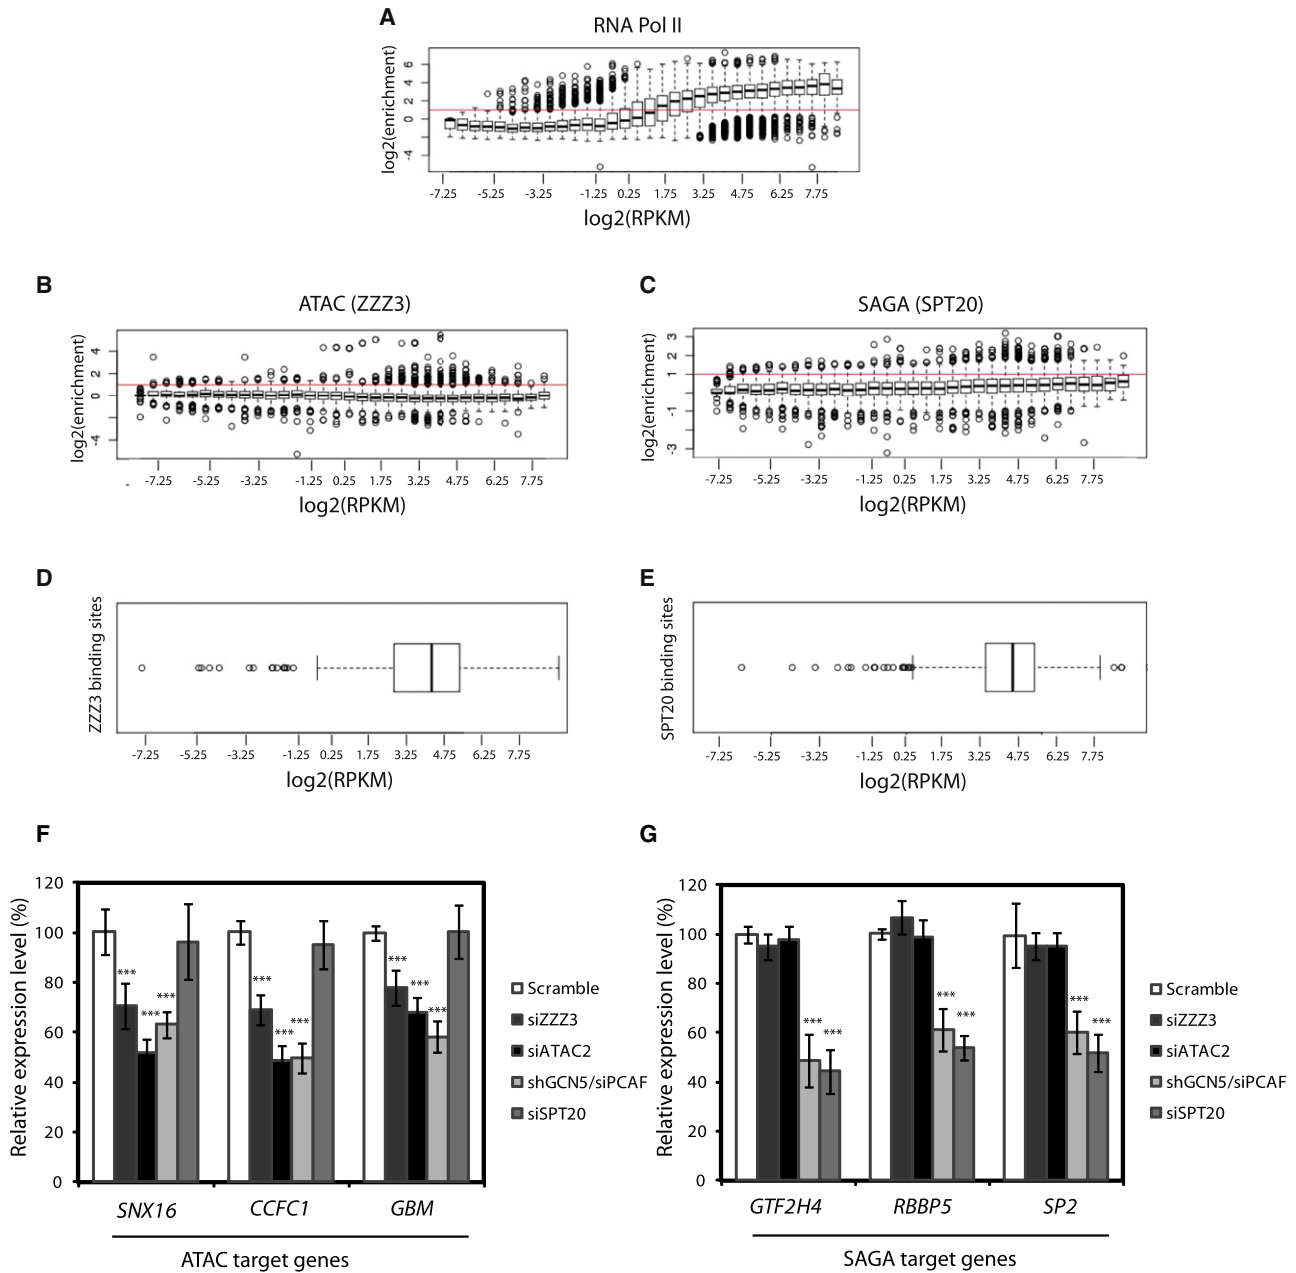 A
RNA Pol II
log2(enrichment)
6
4
2
0
-4
-7.25 -5.25 -3.25 -1.25 0.25 1.75 3.25 4.75 6.25 7.75
log2(RPKM)
B
ATAC (ZZZ3)
log2(enrichment)
4
2
0
-4
-7.25 -5.25 -3.25 -1.25 0.25 1.75 3.25 4.75 6.25 7.75
log2(RPKM)
C
SAGA (SPT20)
log2(enrichment)
3
2
1
-1
-3
-7.25 -5.25 -3.25 -1.25 0.25 1.75 3.25 4.75 6.25 7.75
log2(RPKM)
D
ZZZ3 binding sites
-7.25 -5.25 -3.25 -1.25 0.25 1.75 3.25 4.75 6.25 7.75
log2(RPKM)
E
SPT20 binding sites
-7.25 -5.25 -3.25 -1.25 0.25 1.75 3.25 4.75 6.25 7.75
log2(RPKM)
F
Relative expression level (%)
120
100
80
60
40
20
0
*** *** ***
*** *** ***
*** *** ***
SNX16 CCFC1 GBM
ATAC target genes
Scramble
siZZZ3
siATAC2
shGCN5/siPCAF
siSPT20
G
Relative expression level (%)
120
100
80
60
40
20
0
*** ***
*** ***
*** ***
GTF2H4 RBBP5 SP2
SAGA target genes
Scramble
siZZZ3
siATAC2
shGCN5/siPCAF
siSPT20